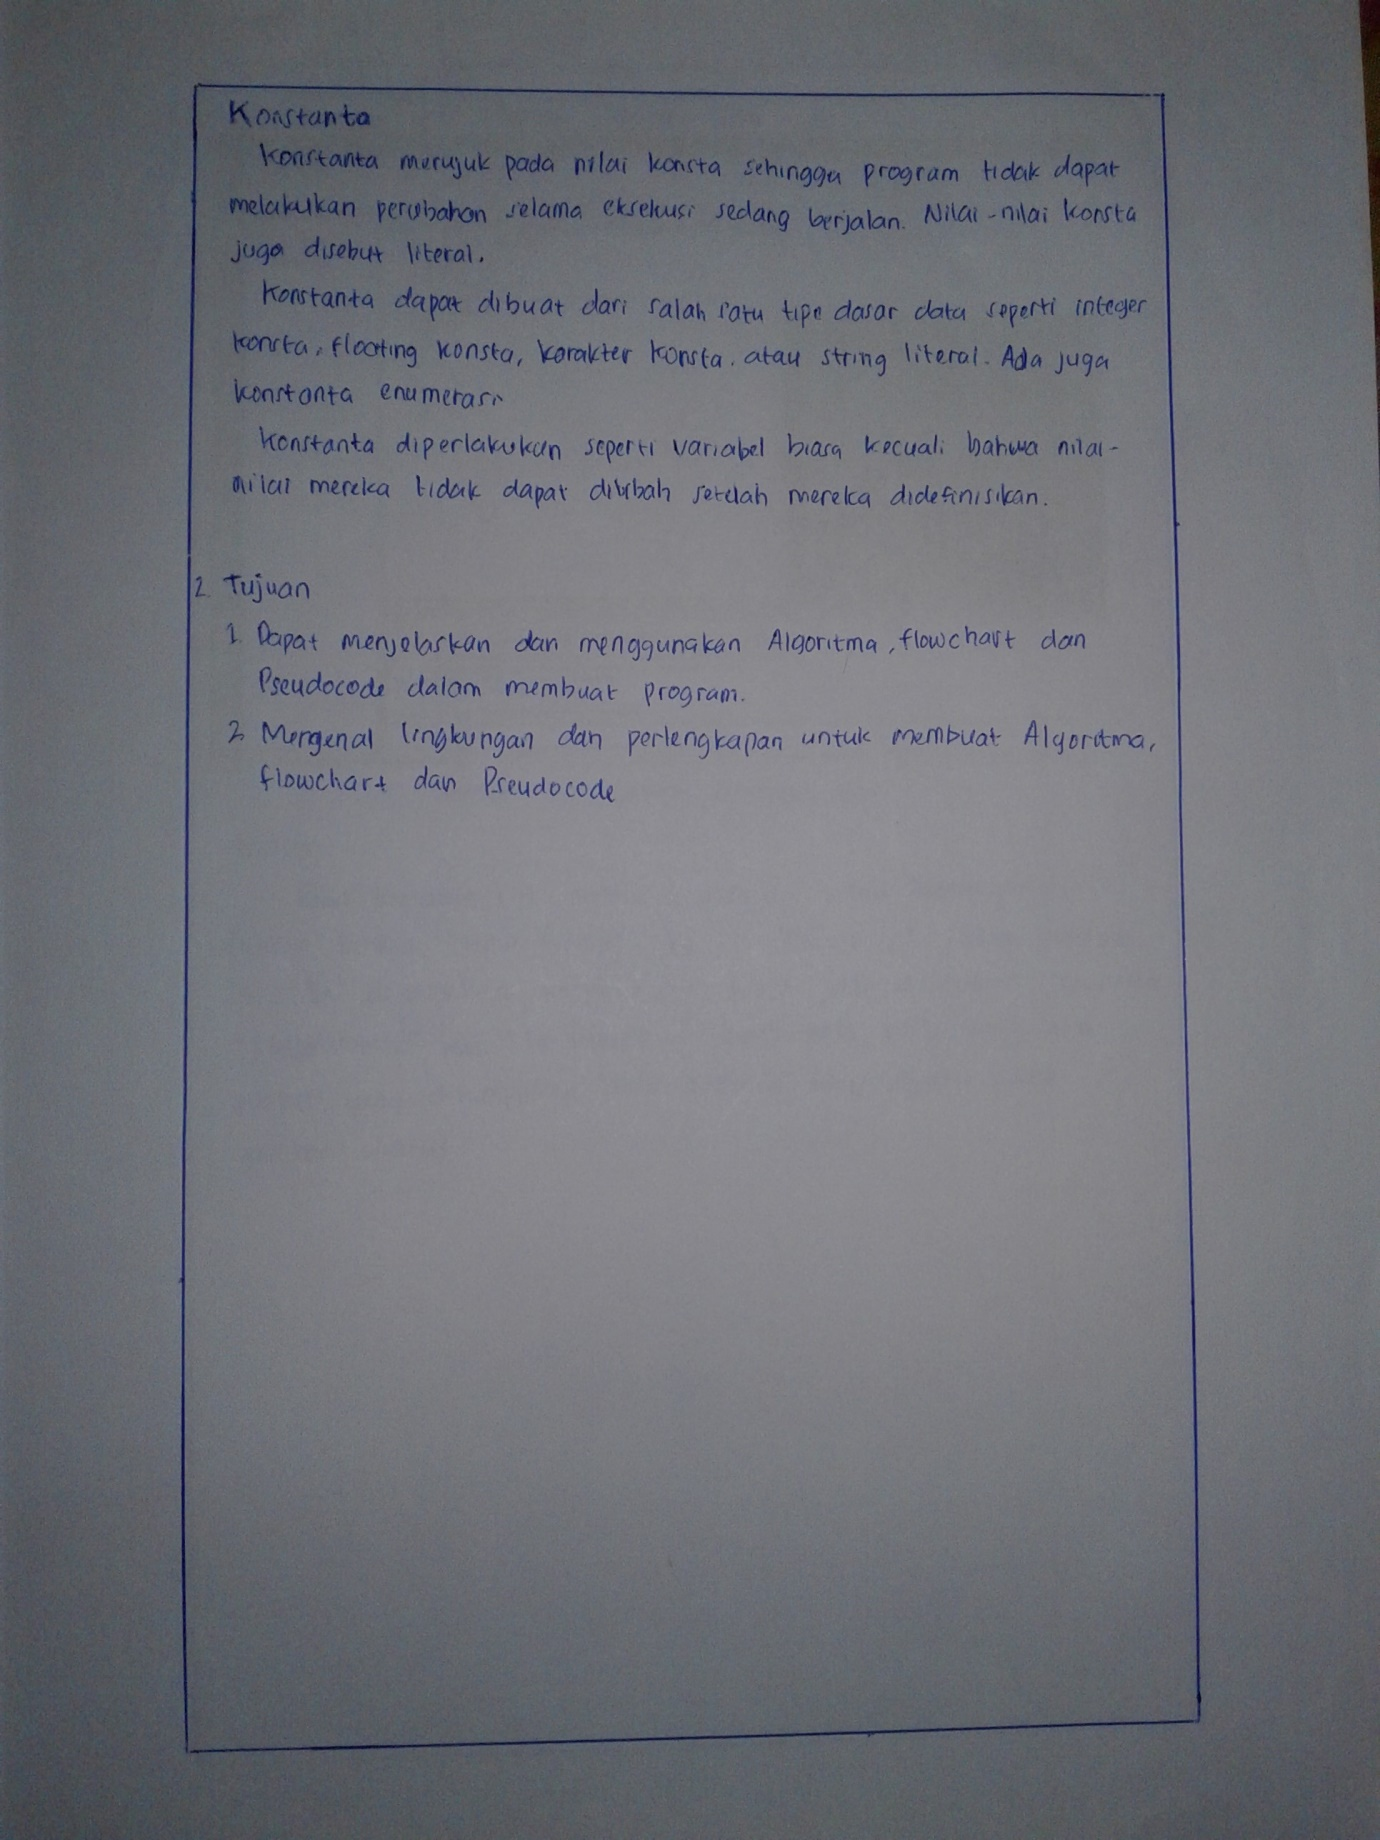 Konstanta
Konstanta merujuk pada nilai konsta sehingga program tidak dapat
melakukan perubahan selama eksekusi sedang berjalan. Nilai-nilai konsta
juga disebut literal.
Konstanta dapat dibuat dari salah satu tipe dasar data seperti integer
konsta, floating konsta, karakter konsta, atau string literal. Ada juga
konstanta enumerasi
Konstanta diperlakukan seperti variabel biasa kecuali bahwa nilai-
nilai mereka tidak dapat diubah setelah mereka didefinisikan.
2 Tujuan
1. Dapat menjelaskan dan menggunakan Algoritma, flowchart dan
Pseudocode dalam membuat program.
2. Mengenal lingkungan dan perlengkapan untuk membuat Algoritma,
flowchart dan Pseudocode